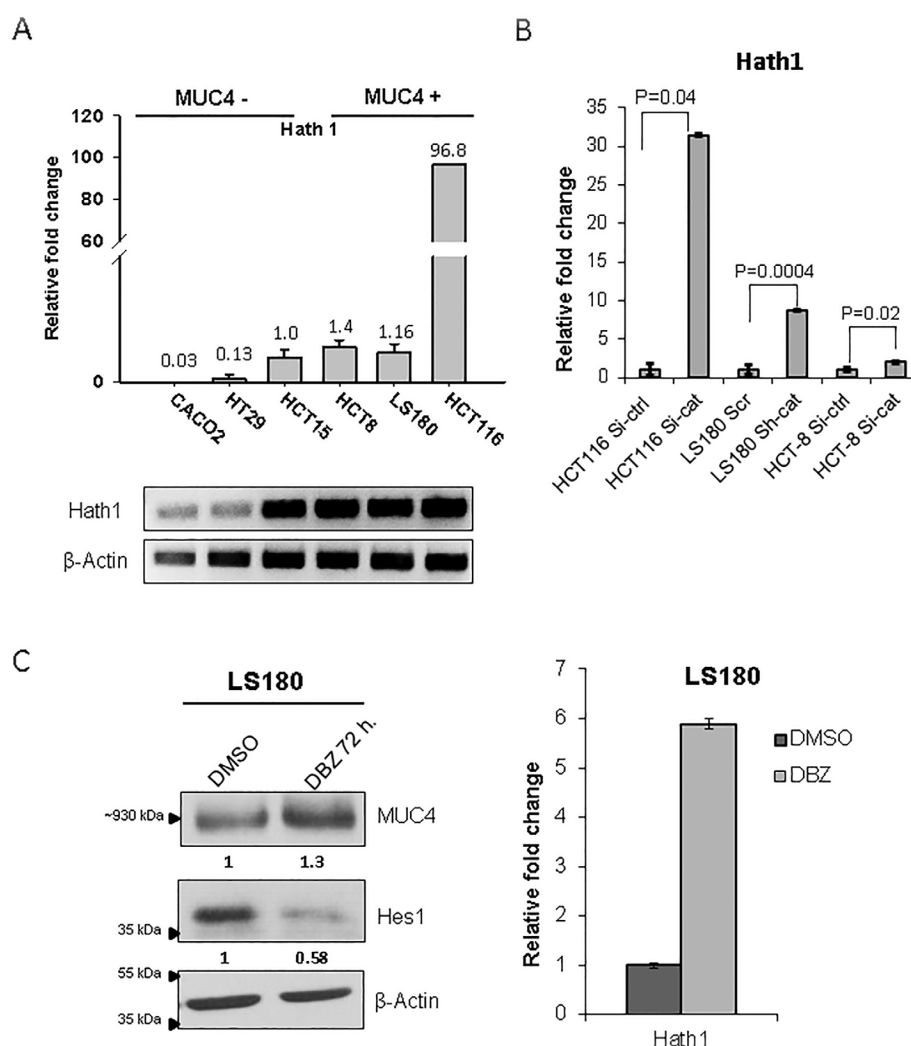 A
MUC4 -
MUC4 +
Hath 1
Relative fold change
120
100
80
60
0
0.03
0.13
1.0
1.4
1.16
96.8
CACO2
HT29
HCT15
HCT8
LS180
HCT116
Hath1
β-Actin
B
Hath1
Relative fold change
35
30
25
20
15
10
5
0
P=0.04
P=0.0004
P=0.02
HCT116 Si-ctrl
HCT116 Si-cat
LS180 Scr
LS180 Sh-cat
HCT-8 Si-ctrl
HCT-8 Si-cat
C
LS180
DMSO
DBZ 72 h.
~930 kDa
MUC4
1
1.3
Hes1
35 kDa
1
0.58
55 kDa
β-Actin
35 kDa
LS180
Relative fold change
7
6
5
4
3
2
1
0
DMSO
DBZ
Hath1